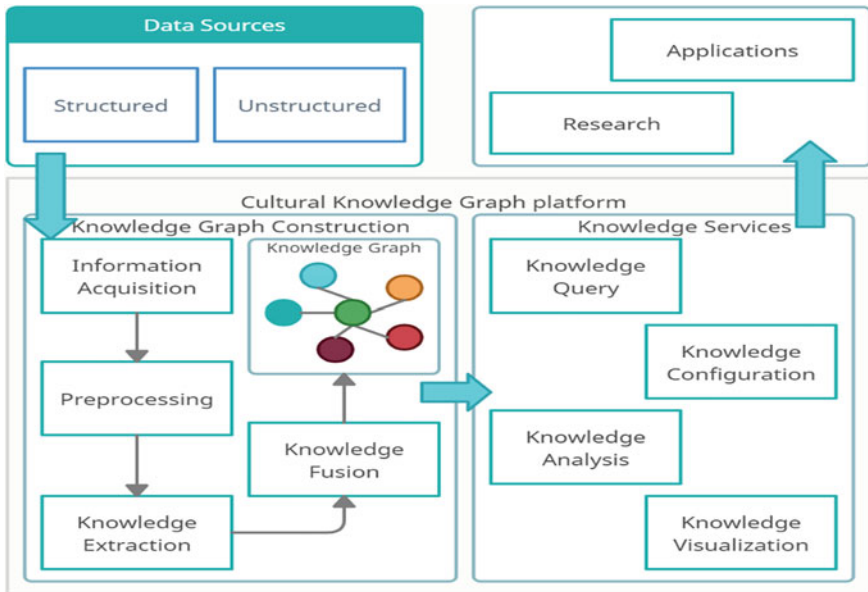 Data Sources
Structured
Unstructured
Applications
Research
Cultural Knowledge Graph platform
Knowledge Graph Construction
Information
Acquisition
Preprocessing
Knowledge
Extraction
Knowledge
Fusion
Knowledge Graph
Knowledge Services
Knowledge
Query
Knowledge
Configuration
Knowledge
Analysis
Knowledge
Visualization